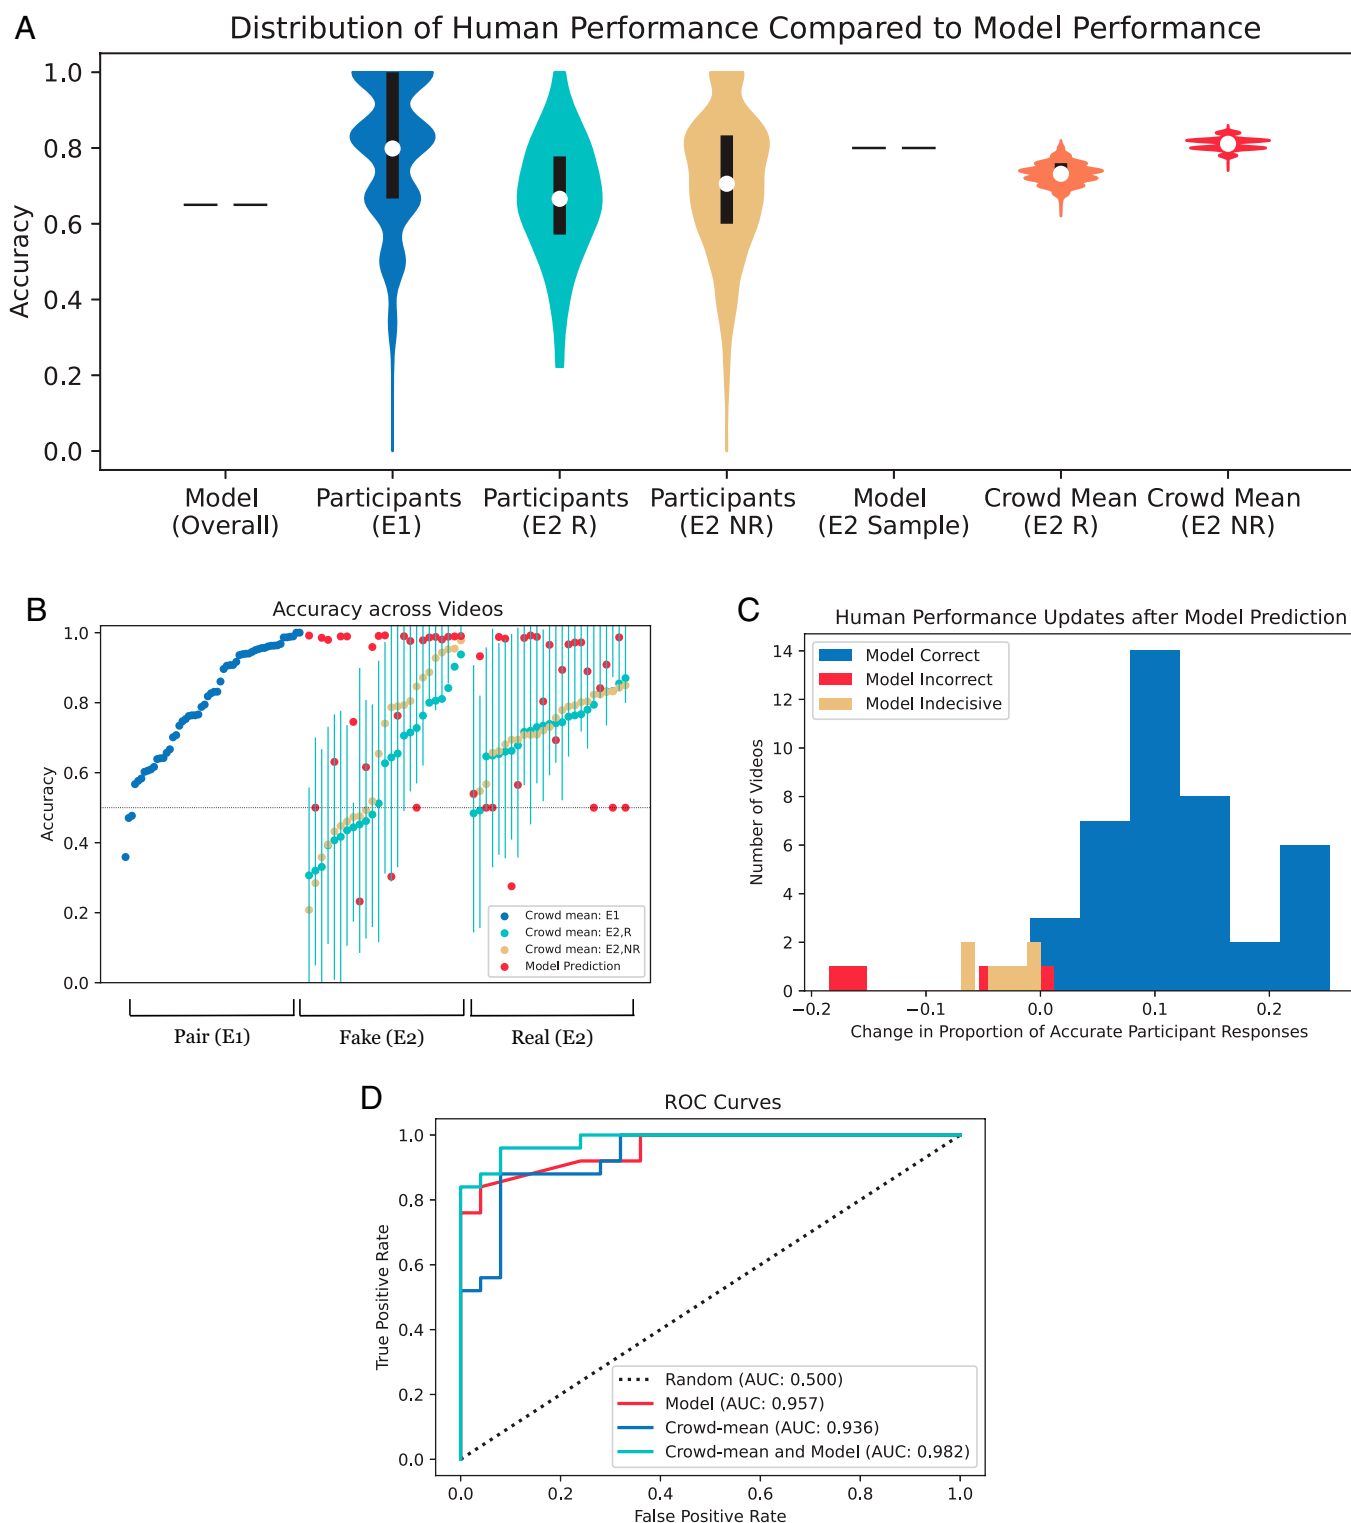 A
Distribution of Human Performance Compared to Model Performance
Accuracy
1.0
0.8
0.6
0.4
0.2
0.0
Model
(Overall)
Participants
(E1)
Participants
(E2 R)
Participants
(E2 NR)
Model
(E2 Sample)
Crowd Mean
(E2 R)
Crowd Mean
(E2 NR)
B
Accuracy across Videos
Accuracy
1.0
0.8
0.6
0.4
0.2
0.0
Crowd mean: E1
Crowd mean: E2,R
Crowd mean: E2,NR
Model Prediction
Pair (E1)
Fake (E2)
Real (E2)
C
Human Performance Updates after Model Prediction
Number of Videos
14
12
10
8
6
4
2
0
Model Correct
Model Incorrect
Model Indecisive
−0.2
−0.1
0.0
0.1
0.2
Change in Proportion of Accurate Participant Responses
D
ROC Curves
True Positive Rate
1.0
0.8
0.6
0.4
0.2
0.0
Random (AUC: 0.500)
Model (AUC: 0.957)
Crowd-mean (AUC: 0.936)
Crowd-mean and Model (AUC: 0.982)
0.0
0.2
0.4
0.6
0.8
1.0
False Positive Rate